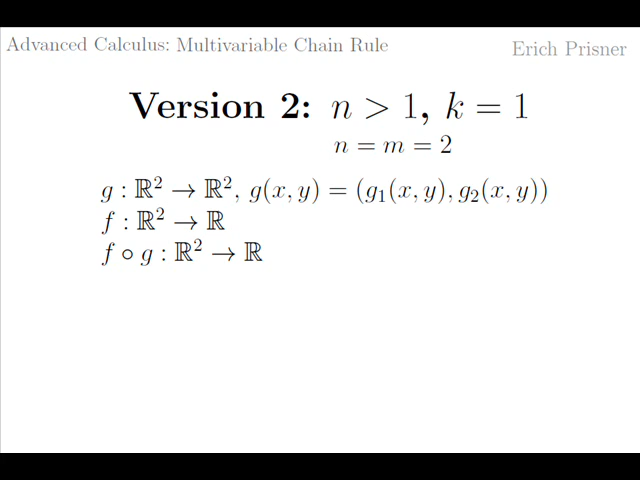 Advanced Calculus: Multivariable Chain Rule
Erich Prisner
Version 2: n > 1, k = 1
n = m = 2
g : ℝ² → ℝ², g(x, y) = (g₁(x, y), g₂(x, y))
f : ℝ² → ℝ
f ∘ g : ℝ² → ℝ